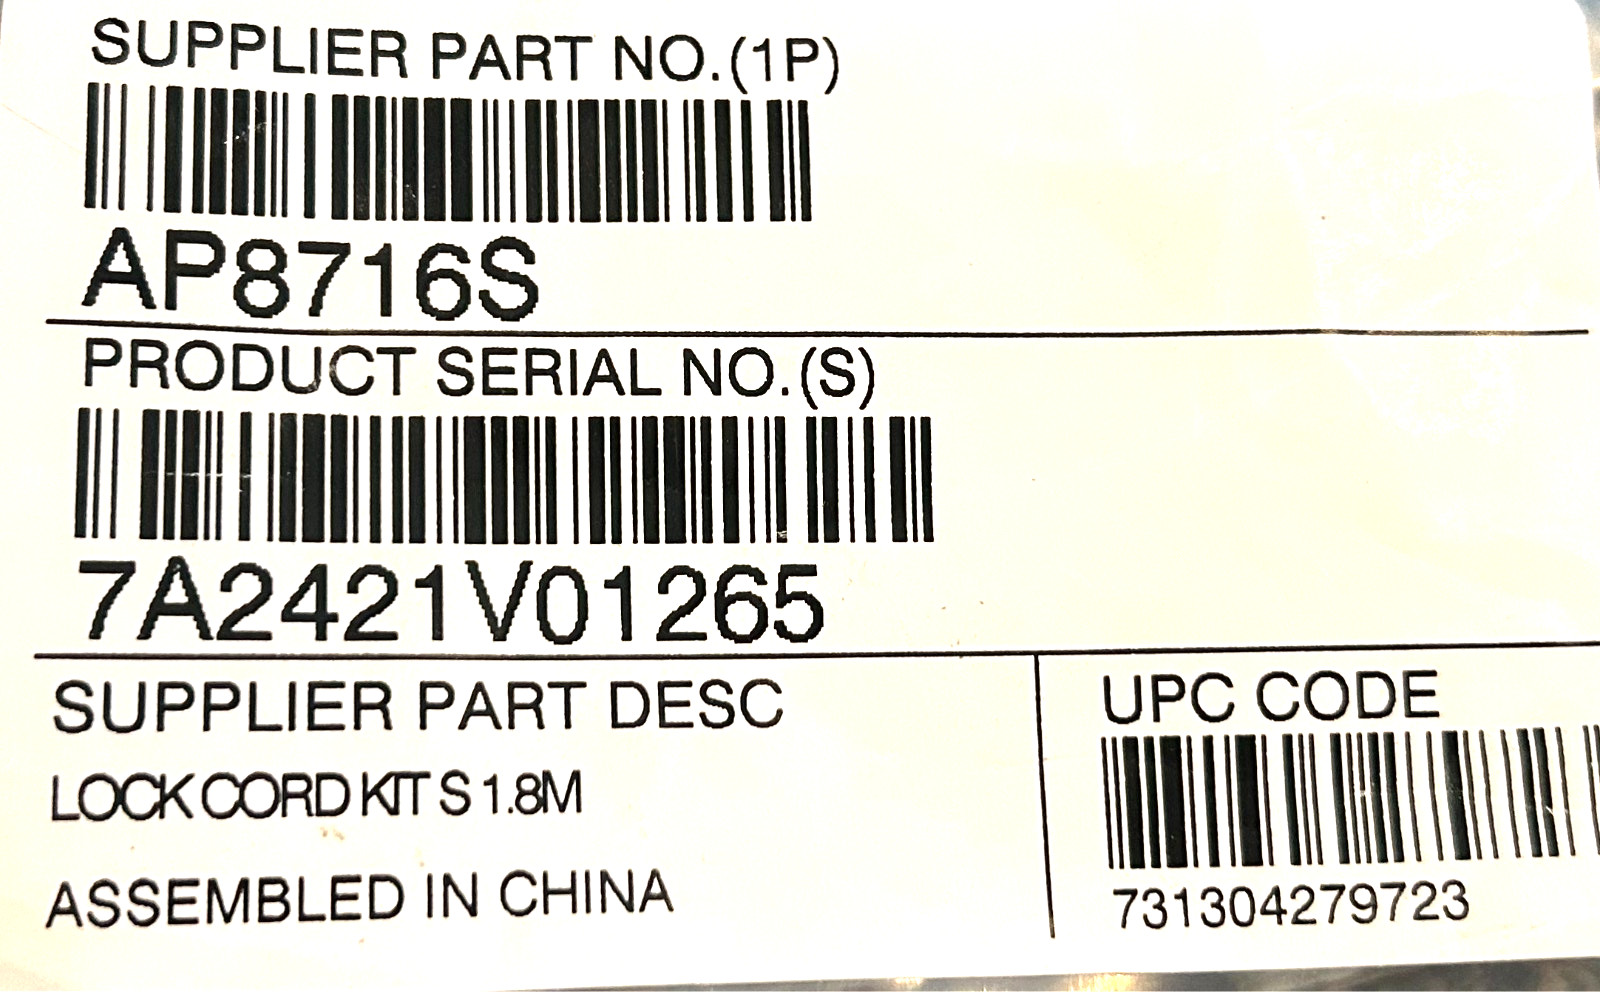 SUPPLIER PART NO.(1P)
AP8716S
PRODUCT SERIAL NO.(S)
7A2421V01265
SUPPLIER PART DESC
LOCK CORD KIT S 1.8M
ASSEMBLED IN CHINA
UPC CODE
731304279723